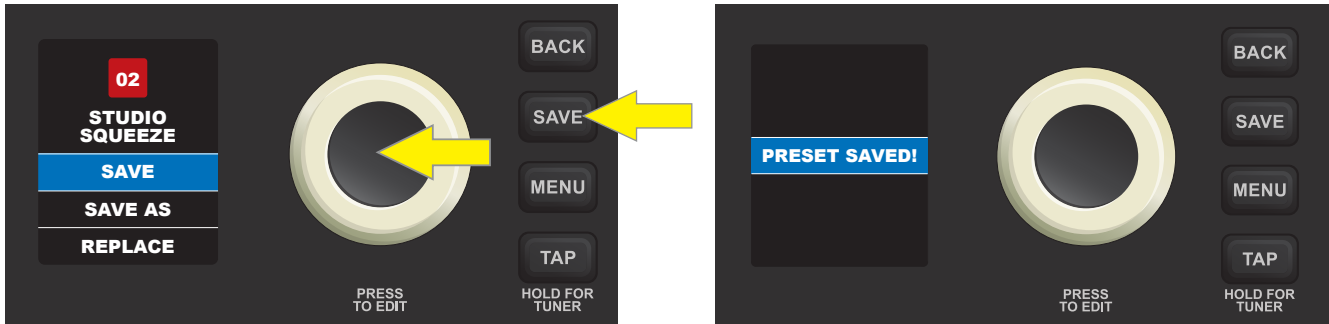 02
STUDIO
SQUEEZE
SAVE
SAVE AS
REPLACE
PRESS
TO EDIT
BACK
SAVE
MENU
TAP
HOLD FOR
TUNER
PRESET SAVED!
PRESS
TO EDIT
BACK
SAVE
MENU
TAP
HOLD FOR
TUNER